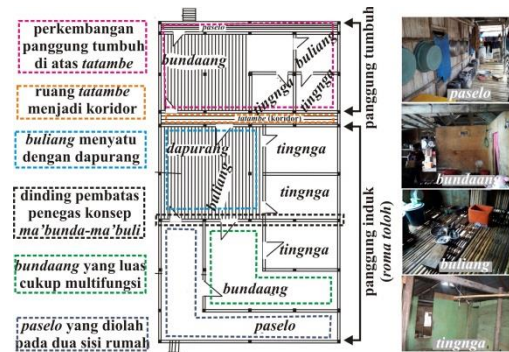 perkembangan
panggung tumbuh
di atas tatambe
ruang tatambe
menjadi koridor
buliang menyatu
dengan dapurang
dinding pembatas
penegas konsep
ma'bunda-ma'buli
bundaang yang luas
cukup multifungsi
paselo yang diolah
pada dua sisi rumah
paselo
bundaang
buliang
tingnga
tingnga
tatambe (koridor)
dapurang
buliang
tingnga
tingnga
tingnga
bundaang
paselo
panggung tumbuh
panggung induk
(roma toloh)
paselo
bundaang
buliang
tingnga